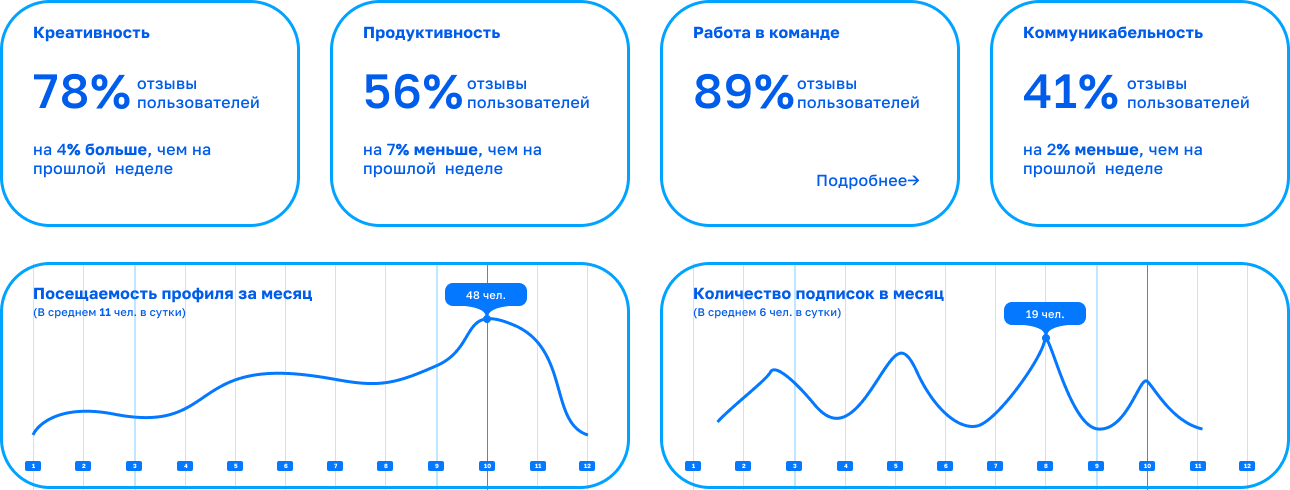 Креативность
78% отзывы
пользователей
на 4% больше, чем на
прошлой неделе
Продуктивность
56% отзывы
пользователей
на 7% меньше, чем на
прошлой неделе
Работа в команде
89% отзывы
пользователей
Подробнее→
Коммуникабельность
41% отзывы
пользователей
на 2% меньше, чем на
прошлой неделе
Посещаемость профиля за месяц
(В среднем 11 чел. в сутки)
48 чел.
1 2 3 4 5 6 7 8 9 10 11 12
Количество подписок в месяц
(В среднем 6 чел. в сутки)
19 чел.
1 2 3 4 5 6 7 8 9 10 11 12